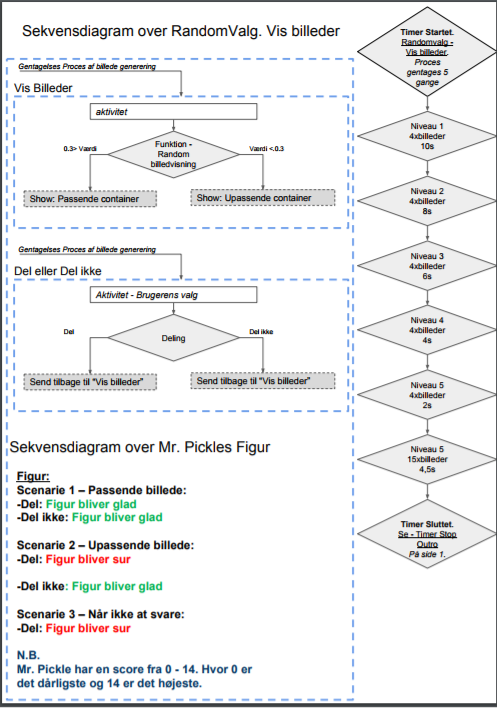 Sekvensdiagram over RandomValg. Vis billeder
Gentagelses Proces af billede generering
Vis Billeder
aktivitet
0.3> Værdi
Funktion -
Random
billedvisning
Værdi <.0.3
Show: Passende container
Show: Upassende container
Gentagelses Proces af billede generering
Del eller Del ikke
Aktivitet - Brugerens valg
Del
Deling
Del ikke
Send tilbage til "Vis billeder"
Send tilbage til "Vis billeder"
Sekvensdiagram over Mr. Pickles Figur
Figur:
Scenarie 1 – Passende billede:
-Del: Figur bliver glad
-Del ikke: Figur bliver glad
Scenarie 2 – Upassende billede:
-Del: Figur bliver sur
-Del ikke: Figur bliver glad
Scenarie 3 – Når ikke at svare:
-Del: Figur bliver sur
N.B.
Mr. Pickle har en score fra 0 - 14. Hvor 0 er
det dårligste og 14 er det højeste.
Timer Startet.
Randomvalg -
Vis billeder.
Proces
gentages 5
gange
Niveau 1
4xbilleder
10s
Niveau 2
4xbilleder
8s
Niveau 3
4xbilleder
6s
Niveau 4
4xbilleder
4s
Niveau 5
4xbilleder
2s
Niveau 5
15xbilleder
4,5s
Timer Sluttet.
Se - Timer Stop
Outro
På side 1.